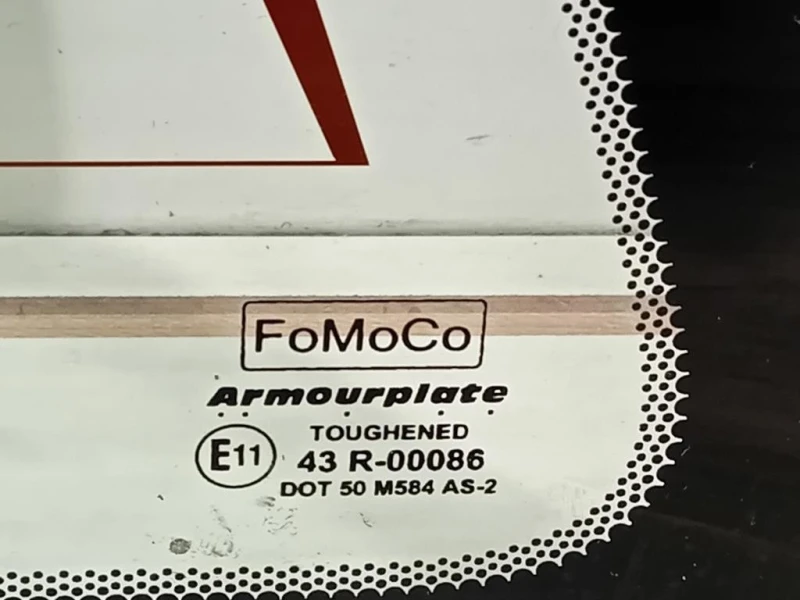 FoMoCo
Armourplate
TOUGHENED
E11 43 R-00086
DOT 50 M584 AS-2